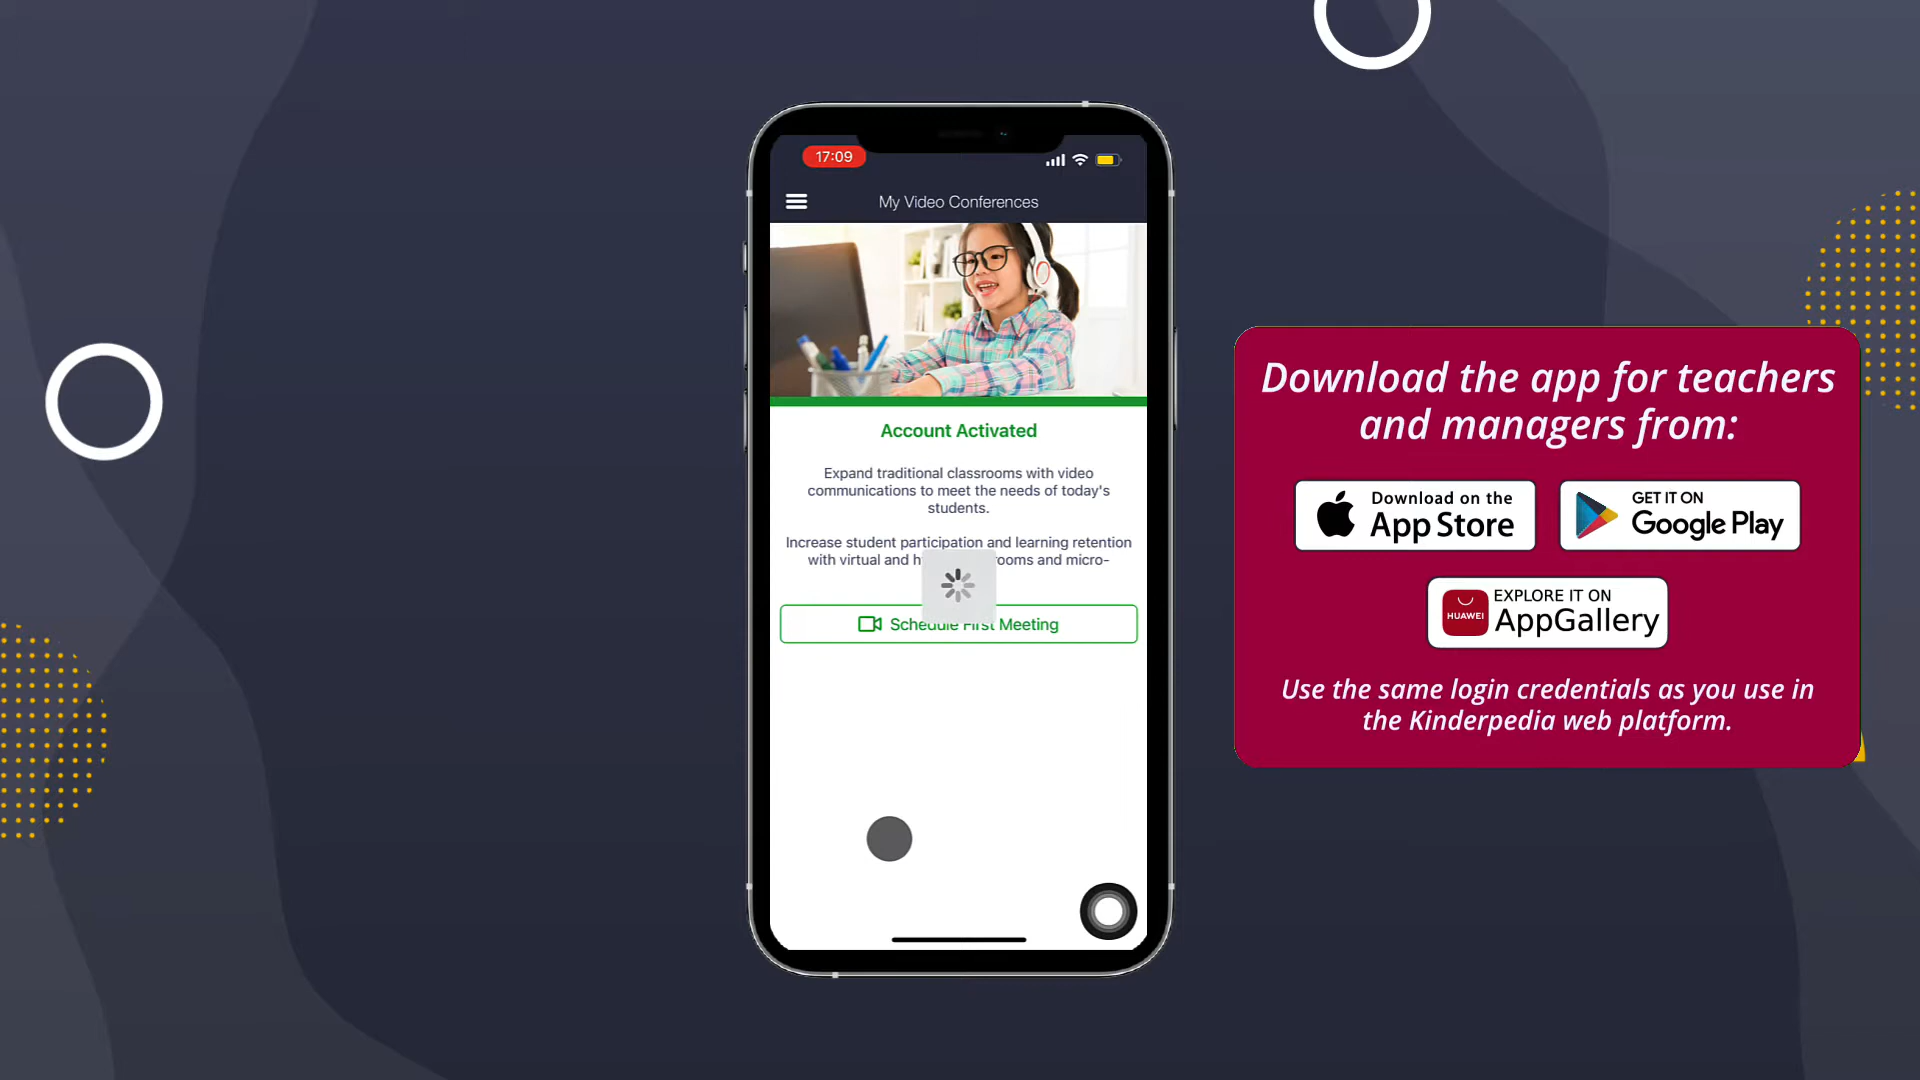 17:09
My Video Conferences
Account Activated
Expand traditional classrooms with video
communications to meet the needs of today's
students.
Increase student participation and learning retention
with virtual and h    ooms and micro-
Schedule First Meeting
Download the app for teachers
and managers from:
Download on the
App Store
GET IT ON
Google Play
HUAWEI
EXPLORE IT ON
AppGallery
Use the same login credentials as you use in
the Kinderpedia web platform.